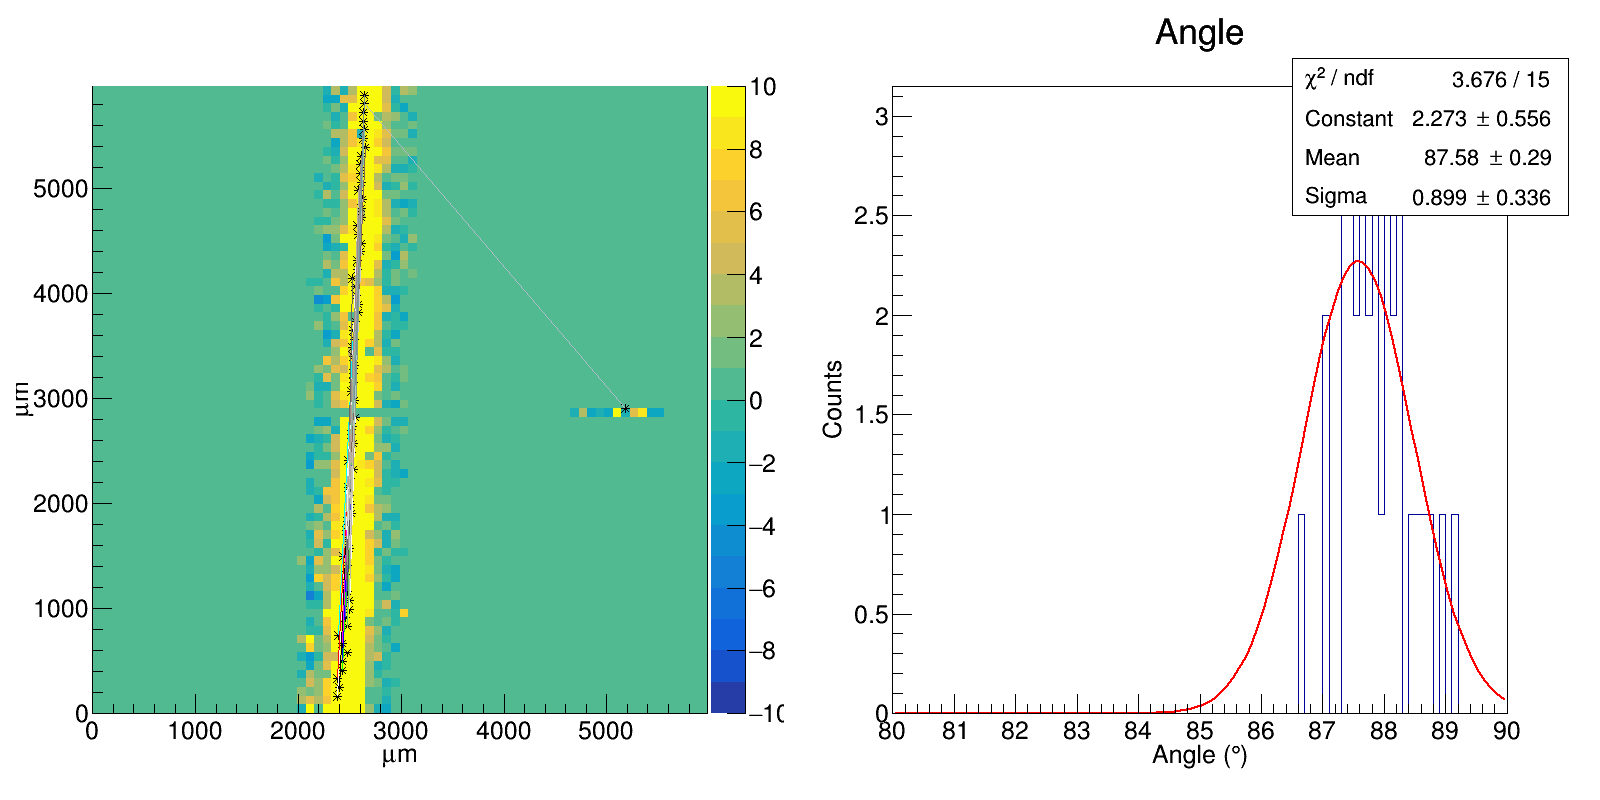 Angle
χ² / ndf 3.676 / 15
Constant 2.273 ± 0.556
Mean 87.58 ± 0.29
Sigma 0.899 ± 0.336
10
8
6
4
2
0
−2
−4
−6
−8
−10
5000
4000
3000
2000
1000
0
μm
0 1000 2000 3000 4000 5000
μm
3
2.5
2
1.5
1
0.5
0
Counts
80 81 82 83 84 85 86 87 88 89 90
Angle (°)